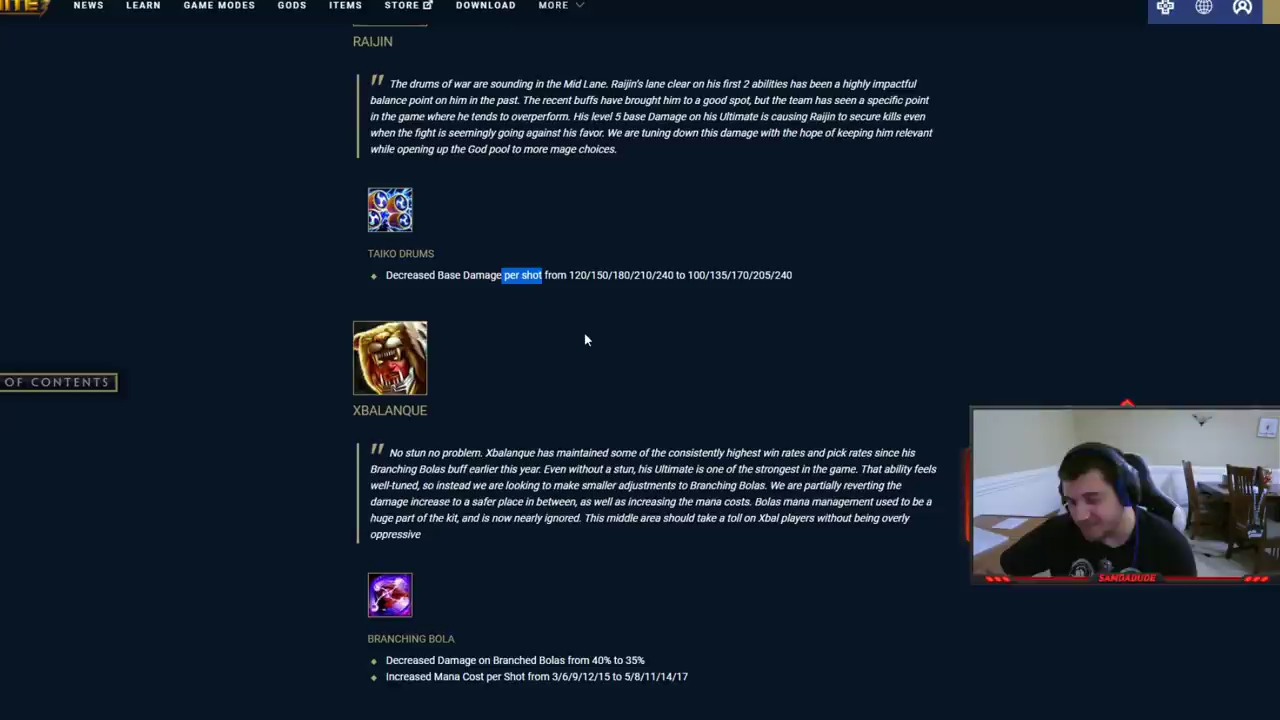 NEWS LEARN GAME MODES GODS ITEMS STORE DOWNLOAD MORE
RAIJIN
" The drums of war are sounding in the Mid Lane. Raijin's lane clear on his first 2 abilities has been a highly impactful
balance point on him in the past. The recent buffs have brought him to a good spot, but the team has seen a specific point
in the game where he tends to overperform. His level 5 base Damage on his Ultimate is causing Raijin to secure kills even
when the fight is seemingly going against his favor. We are tuning down this damage with the hope of keeping him relevant
while opening up the God pool to more mage choices.
TAIKO DRUMS
Decreased Base Damage per shot from 120/150/180/210/240 to 100/135/170/205/240
OF CONTENTS
XBALANQUE
" No stun no problem. Xbalanque has maintained some of the consistently highest win rates and pick rates since his
Branching Bolas buff earlier this year. Even without a stun, his Ultimate is one of the strongest in the game. That ability feels
well-tuned, so instead we are looking to make smaller adjustments to Branching Bolas. We are partially reverting the
damage increase to a safer place in between, as well as increasing the mana costs. Bolas mana management used to be a
huge part of the kit, and is now nearly ignored. This middle area should take a toll on Xbal players without being overly
oppressive
SANGADUDE
BRANCHING BOLA
Decreased Damage on Branched Bolas from 40% to 35%
Increased Mana Cost per Shot from 3/6/9/12/15 to 5/8/11/14/17